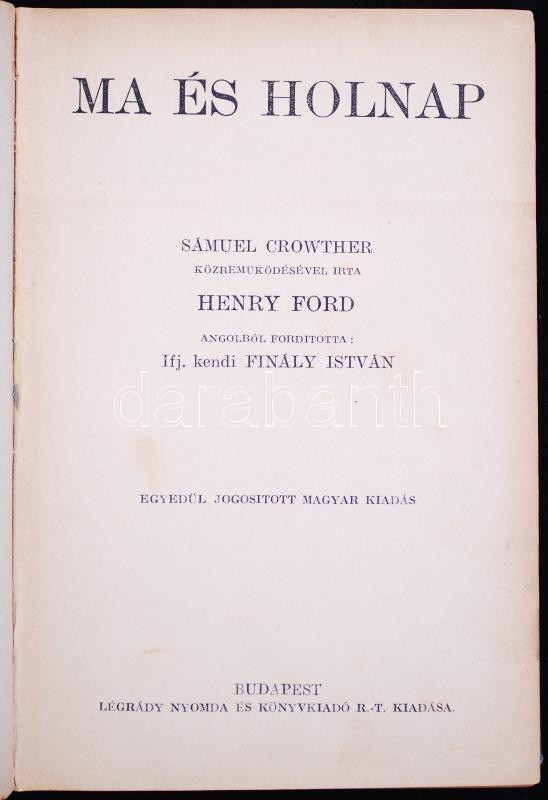 MA ÉS HOLNAP
SÁMUEL CROWTHER
KÖZREMÜKÖDÉSÉVEL IRTA
HENRY FORD
ANGOLBÓL FORDITOTTA :
Ifj. kendi FINÁLY ISTVÁN
darabanth
EGYEDÜL JOGOSITOTT MAGYAR KIADÁS
BUDAPEST
LÉGRÁDY NYOMDA ÉS KÖNYVKIADÓ R.-T. KIADÁSA.